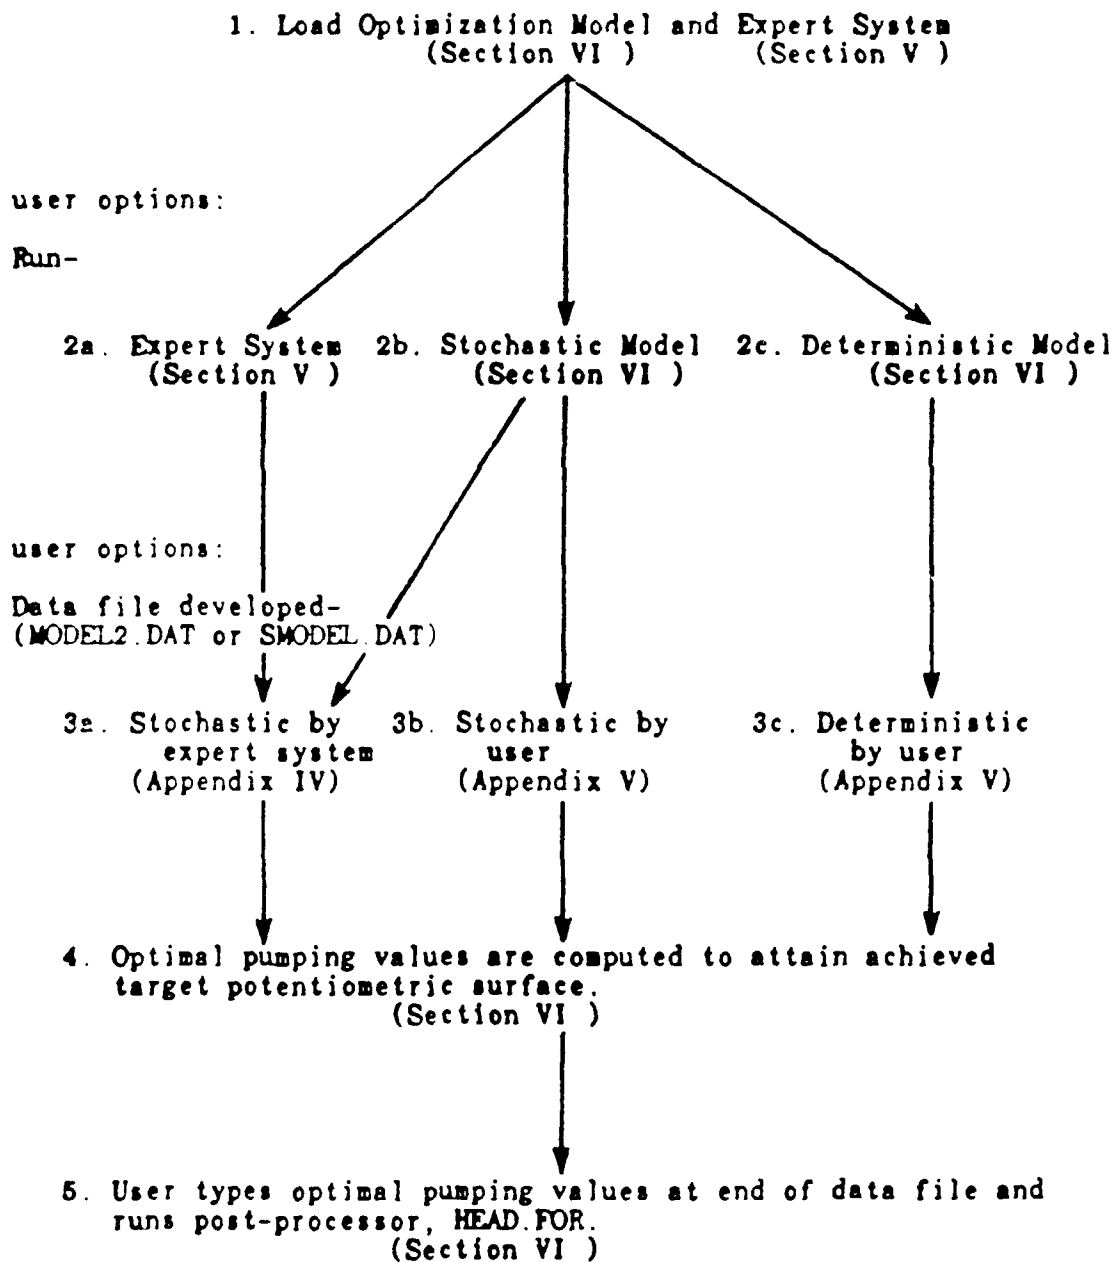 1. Load Optimization Model and Expert System
(Section VI ) (Section V )
user options:
Run-
2a. Expert System 2b. Stochastic Model 2c. Deterministic Model
(Section V ) (Section VI ) (Section VI )
user options:
Data file developed-
(MODEL2.DAT or SMODEL.DAT)
3a. Stochastic by 3b. Stochastic by 3c. Deterministic
expert system user by user
(Appendix IV) (Appendix V) (Appendix V)
4. Optimal pumping values are computed to attain achieved
target potentiometric surface.
(Section VI )
5. User types optimal pumping values at end of data file and
runs post-processor, HEAD.FOR.
(Section VI )